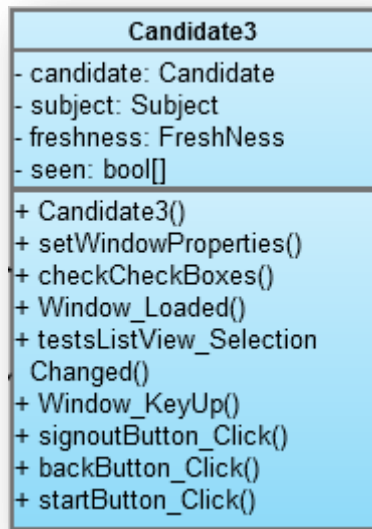 Candidate3
- candidate: Candidate
- subject: Subject
- freshness: FreshNess
- seen: bool[]
+ Candidate3()
+ setWindowProperties()
+ checkCheckBoxes()
+ Window_Loaded()
+ testsListView_Selection
Changed()
+ Window_KeyUp()
+ signoutButton_Click()
+ backButton_Click()
+ startButton_Click()